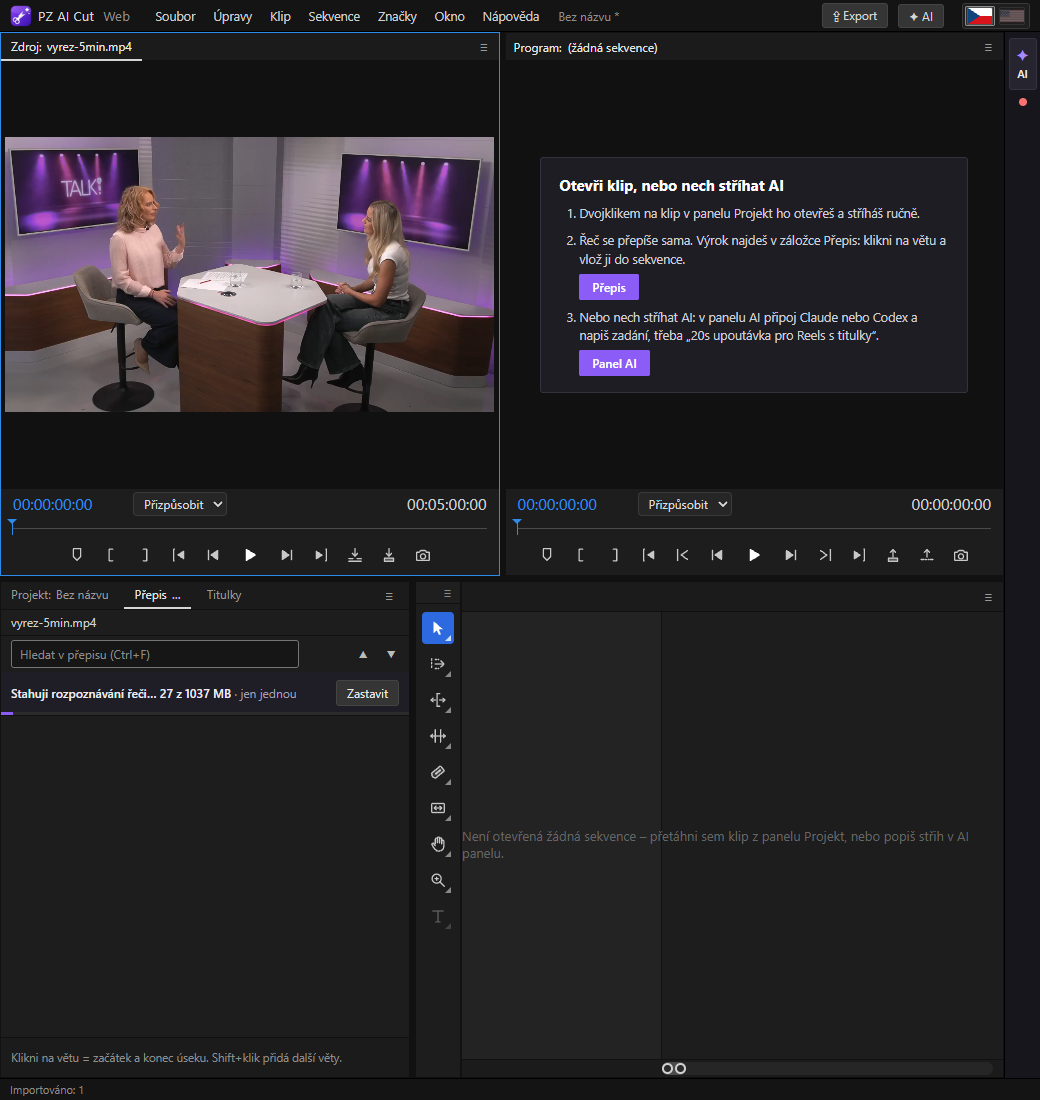 PZ AI Cut Web Soubor Úpravy Klip Sekvence Značky Okno Nápověda Bez názvu * Export AI
Zdroj: vyrez-5min.mp4
Program: (žádná sekvence)
AI
TALK
Otevři klip, nebo nech stříhat AI
1. Dvojklikem na klip v panelu Projekt ho otevřeš a stříháš ručně.
2. Řeč se přepíše sama. Výrok najdeš v záložce Přepis: klikni na větu a
vlož ji do sekvence.
Přepis
3. Nebo nech stříhat AI: v panelu AI připoj Claude nebo Codex a
napiš zadání, třeba „20s upoutávka pro Reels s titulky“.
Panel AI
00:00:00:00 Přizpůsobit 00:05:00:00
00:00:00:00 Přizpůsobit 00:00:00:00
Projekt: Bez názvu Přepis ... Titulky
vyrez-5min.mp4
Hledat v přepisu (Ctrl+F)
Stahuji rozpoznávání řeči... 27 z 1037 MB · jen jednou Zastavit
Není otevřená žádná sekvence – přetáhni sem klip z panelu Projekt, nebo popiš střih v AI
panelu.
Klikni na větu = začátek a konec úseku. Shift+klik přidá další věty.
Importováno: 1